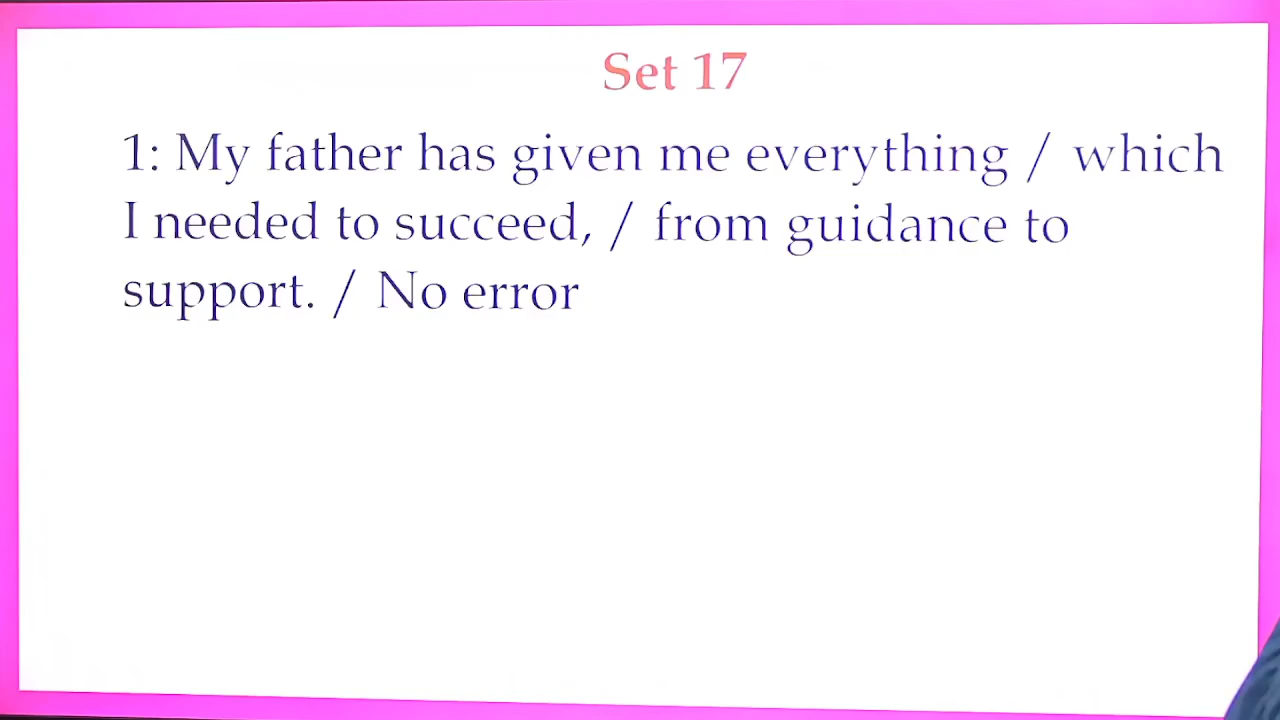 Set 17
1: My father has given me everything / which
I needed to succeed, / from guidance to
support. / No error